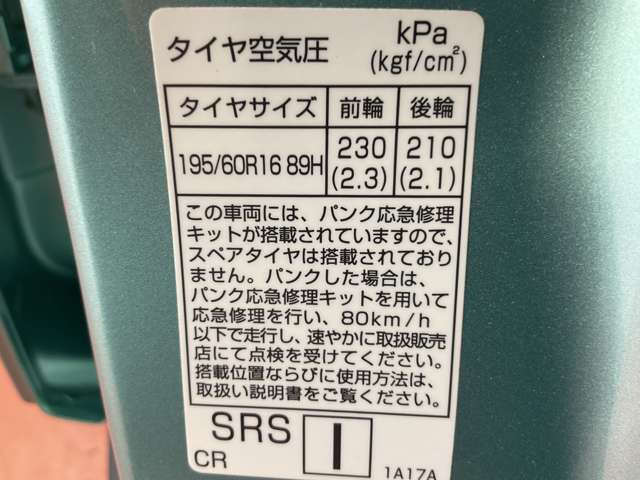 タイヤ空気圧 kPa
(kgf/cm²)
タイヤサイズ 前輪 後輪
195/60R16 89H 230 210
(2.3) (2.1)
この車両には、パンク応急修理
キットが搭載されていますので、
スペアタイヤは搭載されており
ません。パンクした場合は、
パンク応急修理キットを用いて
応急修理を行い、80km/h
以下で走行し、速やかに取扱販売
店にて点検を受けてください。
搭載位置ならびに使用方法は、
取扱い説明書をご覧ください。
SRS I
CR 1A17A